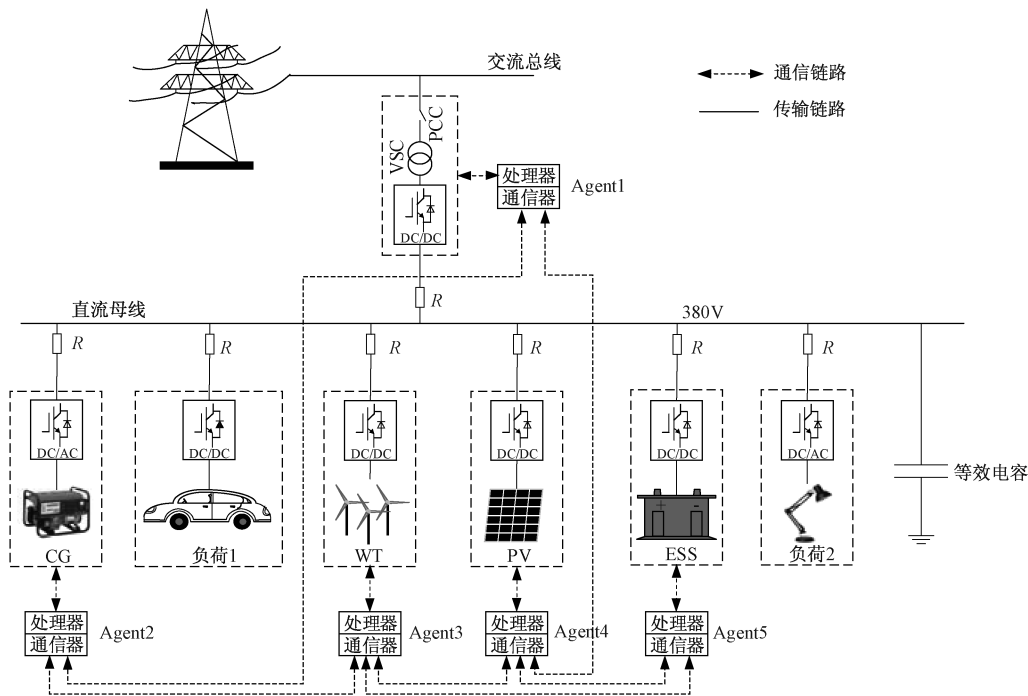 交流总线
通信链路
传输链路
PCC
VSC
处理器
通信器
Agent1
DC/DC
R
直流母线
380V
R
R
R
R
R
R
DC/AC
DC/DC
DC/DC
DC/DC
DC/DC
DC/AC
等效电容
CG
负荷1
WT
PV
ESS
负荷2
处理器
通信器
Agent2
处理器
通信器
Agent3
处理器
通信器
Agent4
处理器
通信器
Agent5